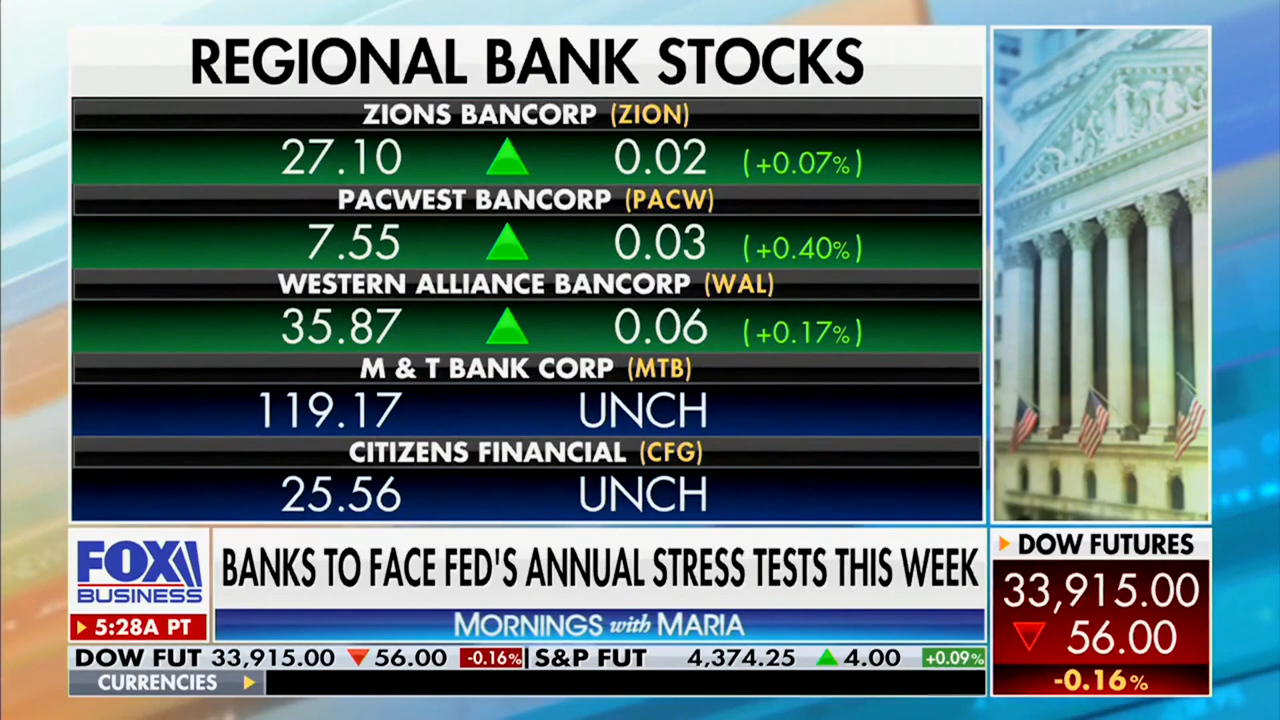 REGIONAL BANK STOCKS
ZIONS BANCORP (ZION)
27.10 ▲ 0.02 (+0.07%)
PACWEST BANCORP (PACW)
7.55 ▲ 0.03 (+0.40%)
WESTERN ALLIANCE BANCORP (WAL)
35.87 ▲ 0.06 (+0.17%)
M & T BANK CORP (MTB)
119.17 UNCH
CITIZENS FINANCIAL (CFG)
25.56 UNCH
FOX BUSINESS
5:28A PT
BANKS TO FACE FED'S ANNUAL STRESS TESTS THIS WEEK
MORNINGS with MARIA
DOW FUTURES
33,915.00
▼ 56.00
-0.16%
DOW FUT 33,915.00 ▼ 56.00 -0.16% S&P FUT 4,374.25 ▲ 4.00 +0.09%
CURRENCIES